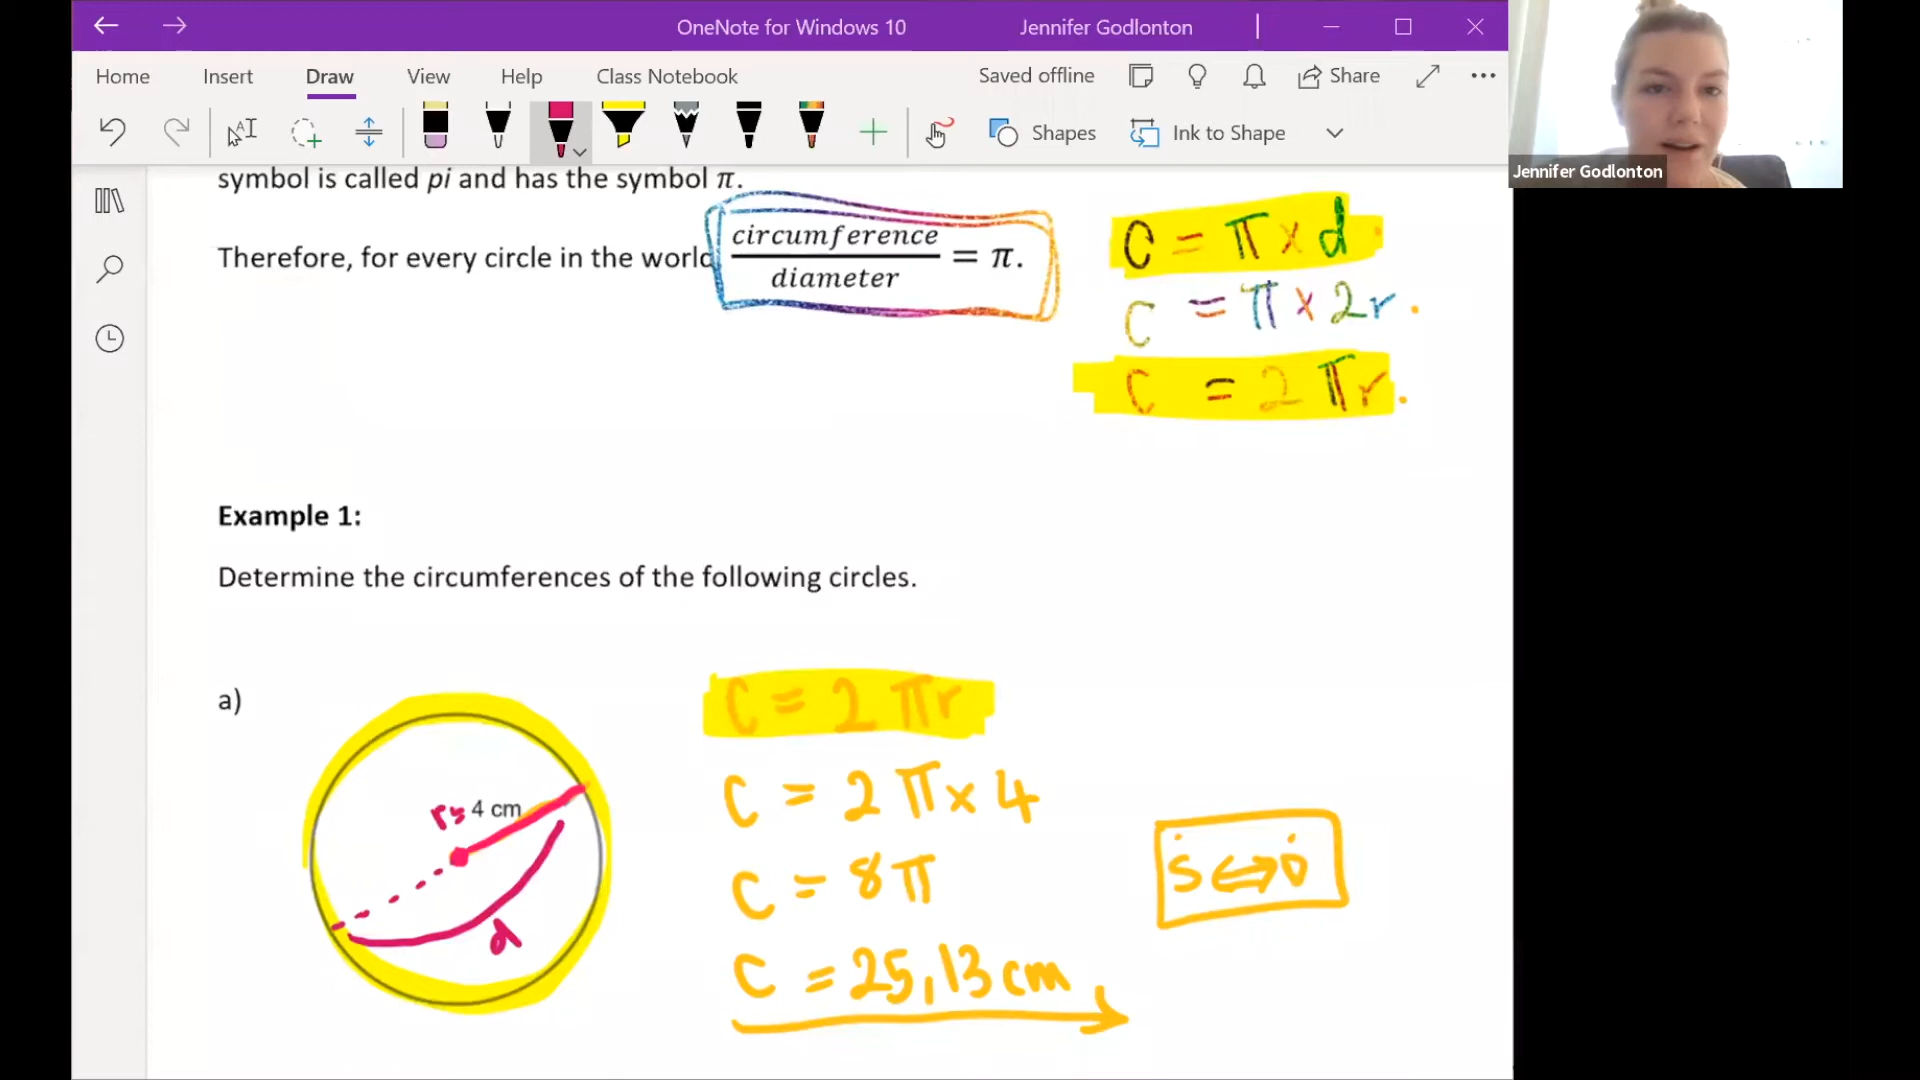 OneNote for Windows 10
Jennifer Godlonton
Home Insert Draw View Help Class Notebook
Saved offline Share
Shapes Ink to Shape
symbol is called pi and has the symbol π.
Therefore, for every circle in the world circumference/diameter = π.
C = π × d.
C = π × 2r.
C = 2πr.
Jennifer Godlonton
Example 1:
Determine the circumferences of the following circles.
a)
r= 4 cm
d
C = 2πr
C = 2π × 4
C = 8π
C = 25,13 cm
S ⇔ D